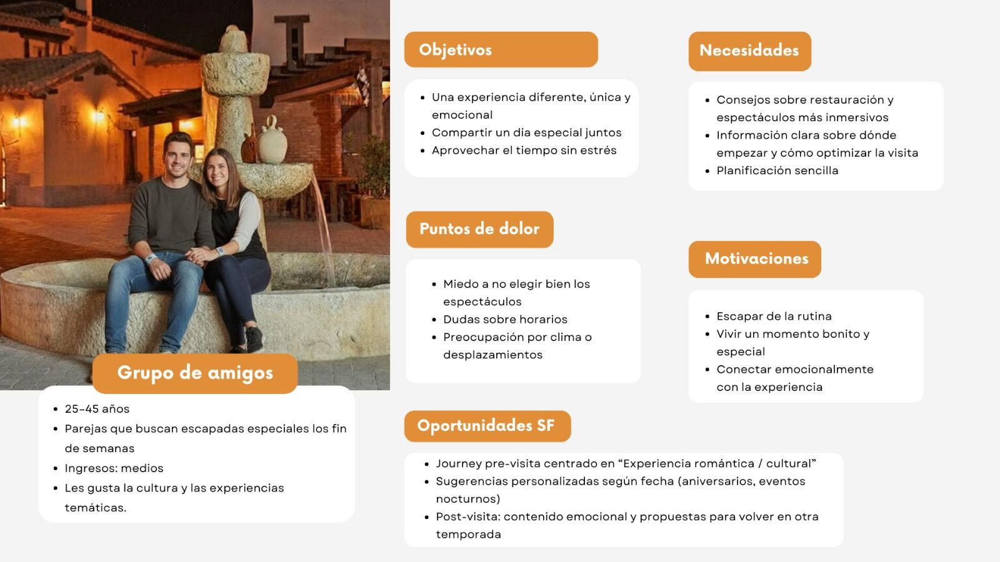 Grupo de amigos
25–45 años
Parejas que buscan escapadas especiales los fin
de semanas
Ingresos: medios
Les gusta la cultura y las experiencias
temáticas.
Objetivos
Una experiencia diferente, única y
emocional
Compartir un día especial juntos
Aprovechar el tiempo sin estrés
Puntos de dolor
Miedo a no elegir bien los
espectáculos
Dudas sobre horarios
Preocupación por clima o
desplazamientos
Necesidades
Consejos sobre restauración y
espectáculos más inmersivos
Información clara sobre dónde
empezar y cómo optimizar la visita
Planificación sencilla
Motivaciones
Escapar de la rutina
Vivir un momento bonito y
especial
Conectar emocionalmente
con la experiencia
Oportunidades SF
Journey pre-visita centrado en “Experiencia romántica / cultural”
Sugerencias personalizadas según fecha (aniversarios, eventos
nocturnos)
Post-visita: contenido emocional y propuestas para volver en otra
temporada